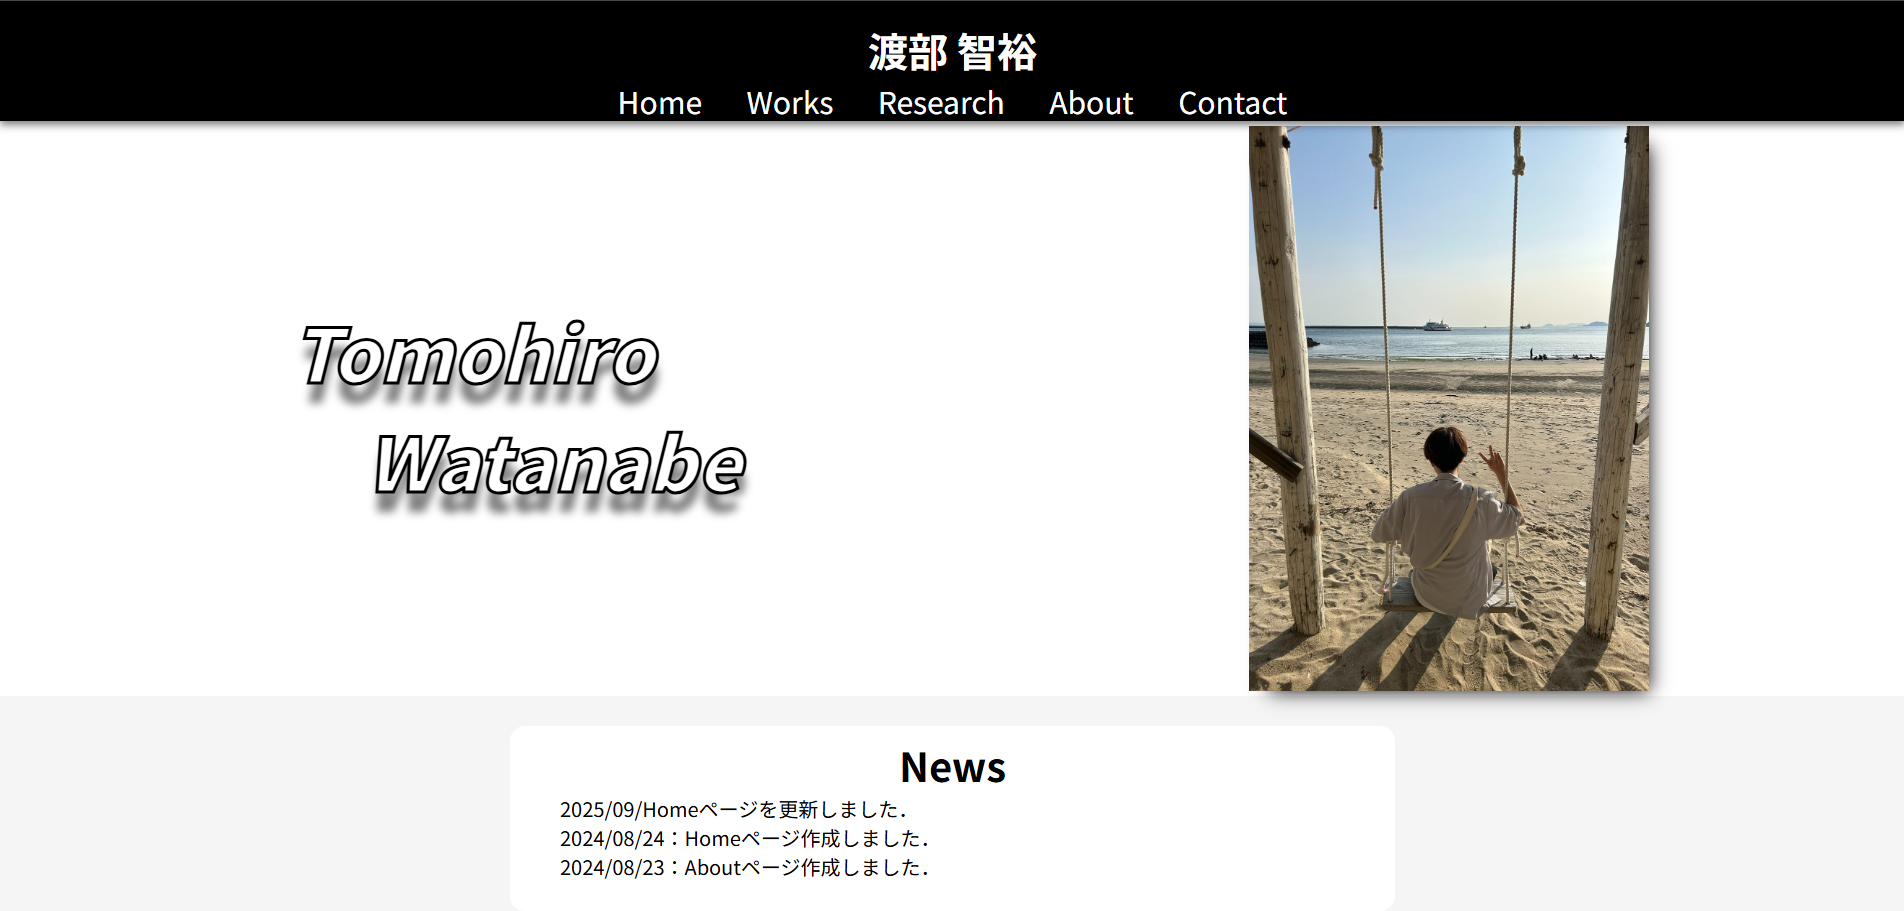 渡部 智裕
Home Works Research About Contact
Tomohiro
Watanabe
News
2025/09/Homeページを更新しました．
2024/08/24：Homeページ作成しました．
2024/08/23：Aboutページ作成しました．